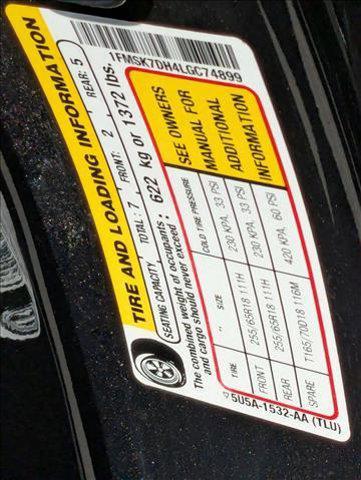 1FMSK7DH4LGC74899
TIRE AND LOADING INFORMATION
SEATING CAPACITY TOTAL: 7 FRONT: 2 REAR: 5
The combined weight of occupants
and cargo should never exceed : 622 kg or 1372 lbs.
TIRE SIZE COLD TIRE PRESSURE
FRONT 255/65R18 111H 230 KPA, 33 PSI
REAR 255/65R18 111H 230 KPA, 33 PSI
SPARE T165/70D18 116M 420 KPA, 60 PSI
SEE OWNERS
MANUAL FOR
ADDITIONAL
INFORMATION
5U5A-1532-AA (TLU)